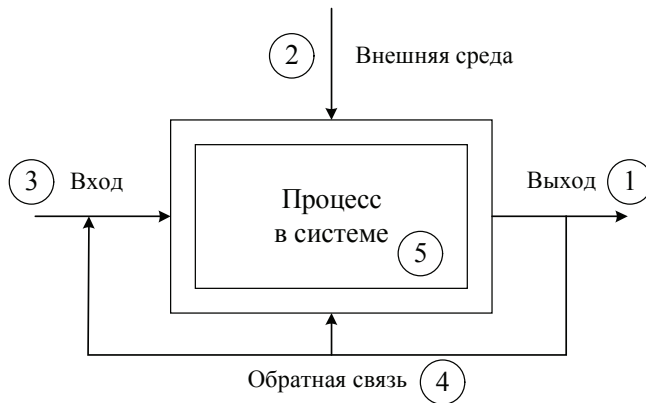 2 Внешняя среда
3 Вход
Выход 1
Процесс
в системе
5
Обратная связь 4